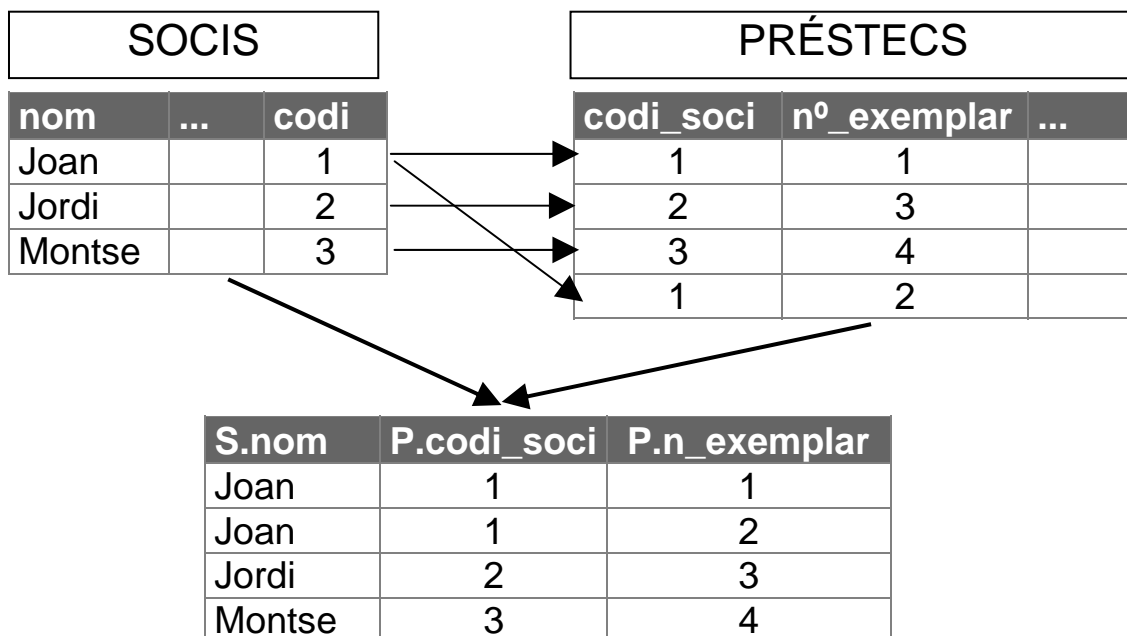 SOCIS
PRÉSTECS
nom ... codi
Joan 1
Jordi 2
Montse 3
codi_soci nº_exemplar ...
1 1
2 3
3 4
1 2
S.nom P.codi_soci P.n_exemplar
Joan 1 1
Joan 1 2
Jordi 2 3
Montse 3 4